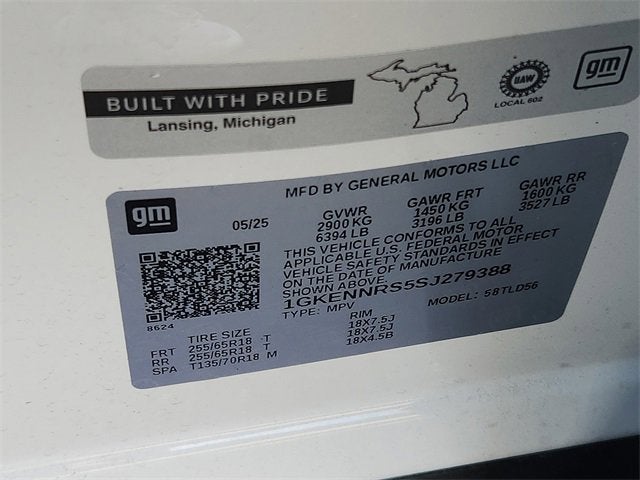 BUILT WITH PRIDE
Lansing, Michigan
UAW
LOCAL 602
gm
gm
MFD BY GENERAL MOTORS LLC
05/25 GVWR GAWR FRT GAWR RR
2900 KG 1450 KG 1600 KG
6394 LB 3196 LB 3527 LB
THIS VEHICLE CONFORMS TO ALL
APPLICABLE U.S. FEDERAL MOTOR
VEHICLE SAFETY STANDARDS IN EFFECT
ON THE DATE OF MANUFACTURE
1GKENNRS5SJ279388
TYPE: MPV MODEL: 58TLD56
8624
TIRE SIZE RIM
FRT 255/65R18 T 18X7.5J
RR 255/65R18 T 18X7.5J
SPA T135/70R18 M 18X4.5B